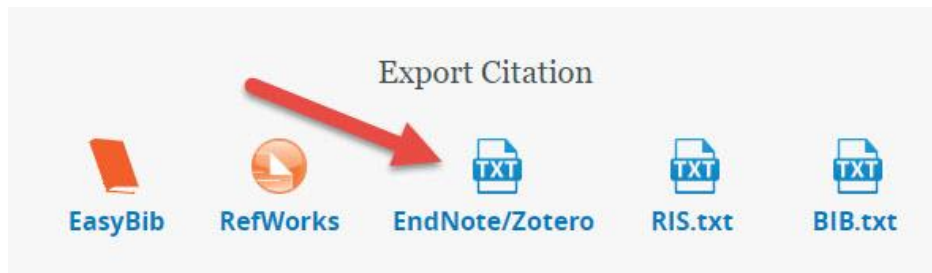 Export Citation
TXT TXT TXT
EasyBib RefWorks EndNote/Zotero RIS.txt BIB.txt